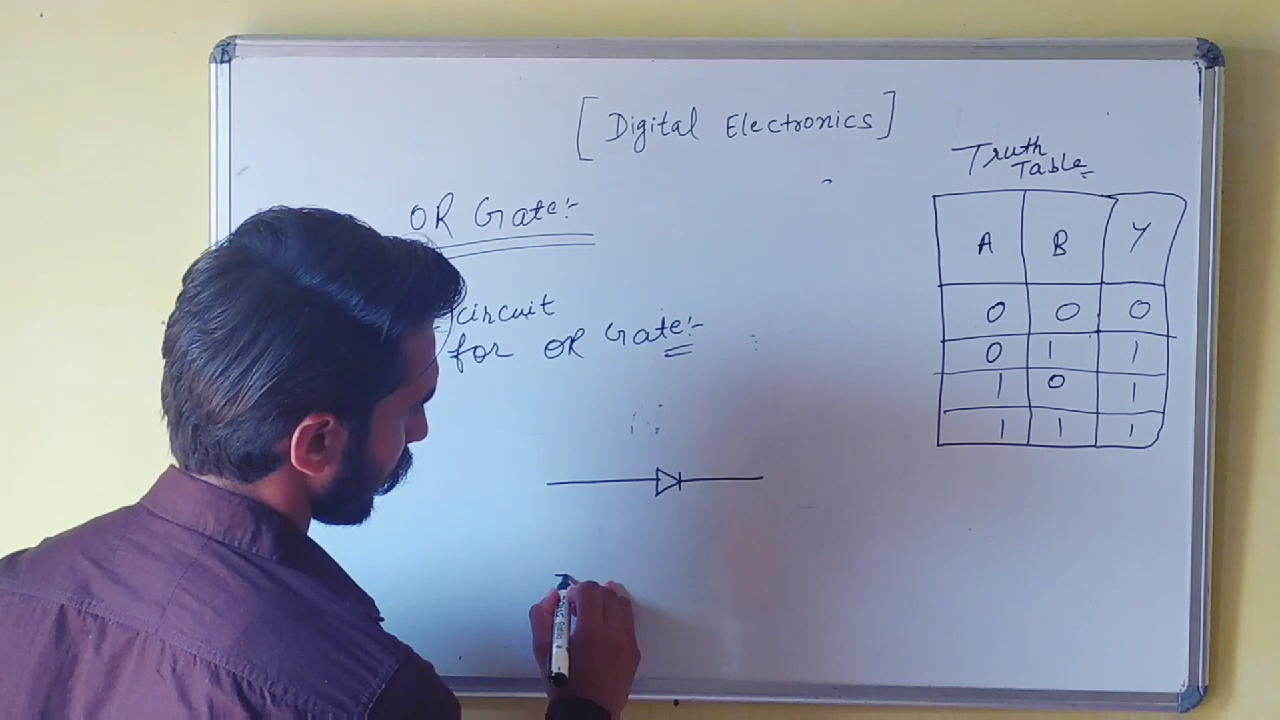 [Digital Electronics]
OR Gate:-
circuit
for OR Gate:-
Truth
Table
A B Y
0 0 0
0 1 1
1 0 1
1 1 1